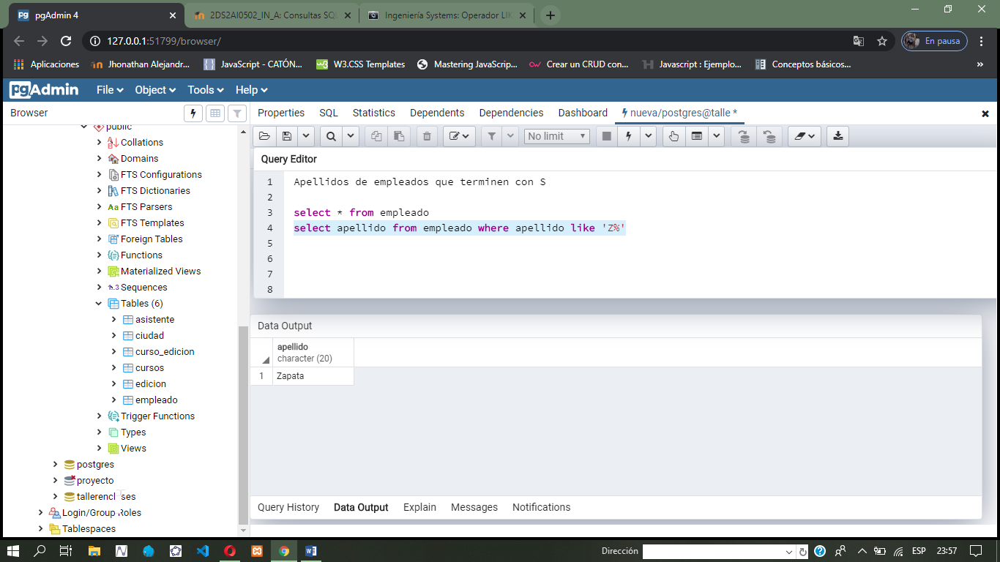 pgAdmin 4
2DS2AI0502_IN_A: Consultas SQ
Ingeniería Systems: Operador LI
127.0.0.1:51799/browser/
En pausa
Aplicaciones
Jhonathan Alejandr...
JavaScript - CATÓN...
W3.CSS Templates
Mastering JavaScrip...
Crear un CRUD con...
Javascript : Ejemplo...
Conceptos básicos...
»
pgAdmin
File
Object
Tools
Help
Browser
Properties
SQL
Statistics
Dependents
Dependencies
Dashboard
nueva/postgres@talle *
No limit
public
Collations
Domains
FTS Configurations
FTS Dictionaries
FTS Parsers
FTS Templates
Foreign Tables
Functions
Materialized Views
Sequences
Tables (6)
asistente
ciudad
curso_edicion
cursos
edicion
empleado
Trigger Functions
Types
Views
postgres
proyecto
Login/Group Roles
Tablespaces
Query Editor
1 Apellidos de empleados que terminen con S
2
3 select * from empleado
4 select apellido from empleado where apellido like 'Z%'
5
6
7
8
Data Output
apellido
character (20)
1 Zapata
Query History
Data Output
Explain
Messages
Notifications
Dirección
ESP
23:57